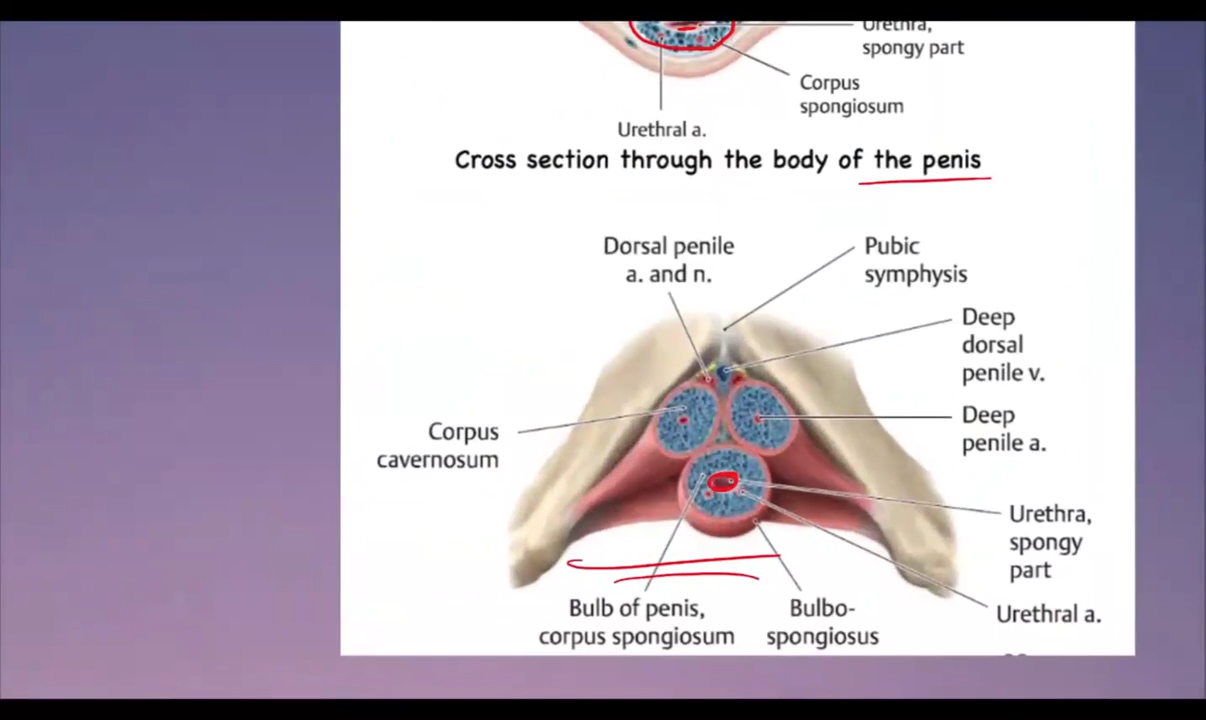 Urethra,
spongy part
Corpus
spongiosum
Urethral a.
Cross section through the body of the penis
Dorsal penile
a. and n.
Pubic
symphysis
Deep
dorsal
penile v.
Deep
penile a.
Corpus
cavernosum
Urethra,
spongy
part
Urethral a.
Bulb of penis,
corpus spongiosum
Bulbo-
spongiosus